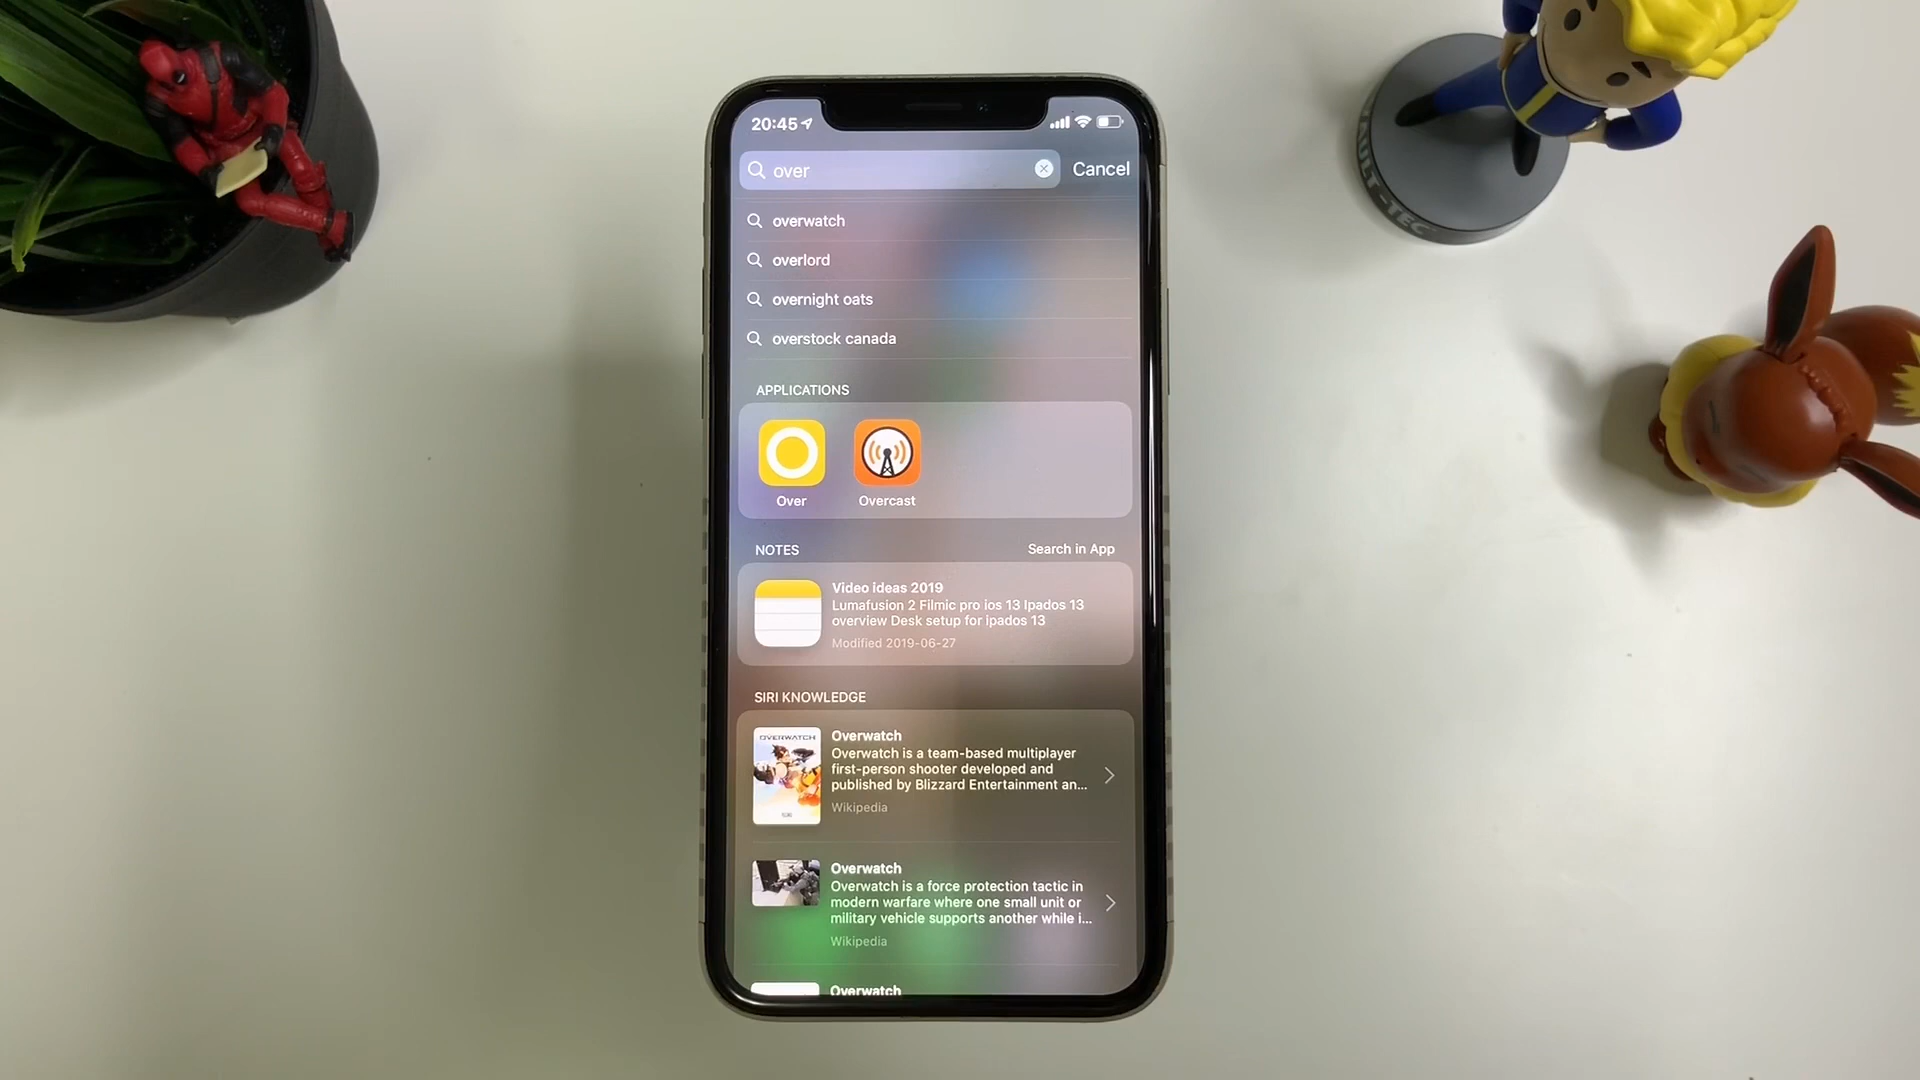 20:45
over
Cancel
overwatch
overlord
overnight oats
overstock canada
APPLICATIONS
Over
Overcast
NOTES
Search in App
Video ideas 2019
Lumafusion 2 Filmic pro ios 13 Ipados 13
overview Desk setup for ipados 13
Modified 2019-06-27
SIRI KNOWLEDGE
OVERWATCH
Overwatch
Overwatch is a team-based multiplayer
first-person shooter developed and
published by Blizzard Entertainment an...
Wikipedia
Overwatch
Overwatch is a force protection tactic in
modern warfare where one small unit or
military vehicle supports another while i...
Wikipedia
Overwatch
VAULT-TEC